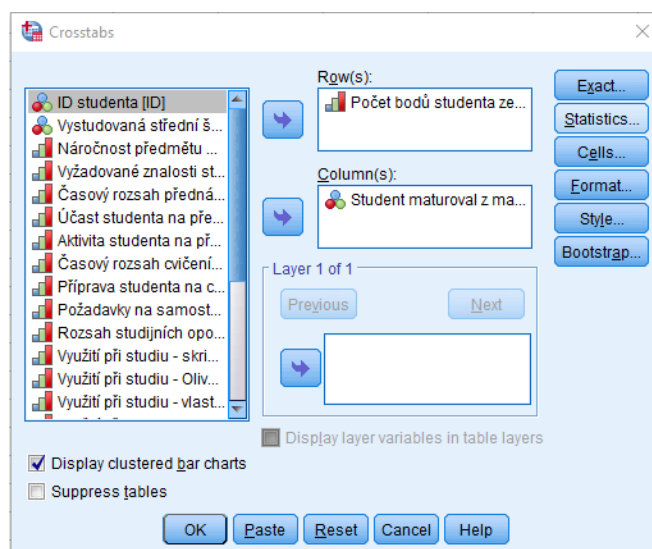 Crosstabs
ID studenta [ID]
Vystudovaná střední š...
Náročnost předmětu ...
Vyžadované znalosti st...
Časový rozsah předná...
Účast studenta na pře...
Aktivita studenta na př...
Časový rozsah cvičení...
Příprava studenta na c...
Požadavky na samost...
Rozsah studijních opo...
Využití při studiu - skri...
Využití při studiu - Oliv...
Využití při studiu - vlast...
Row(s):
Počet bodů studenta ze...
Column(s):
Student maturoval z ma...
Layer 1 of 1
Previous
Next
Display layer variables in table layers
Exact...
Statistics...
Cells...
Format...
Style...
Bootstrap...
Display clustered bar charts
Suppress tables
OK Paste Reset Cancel Help